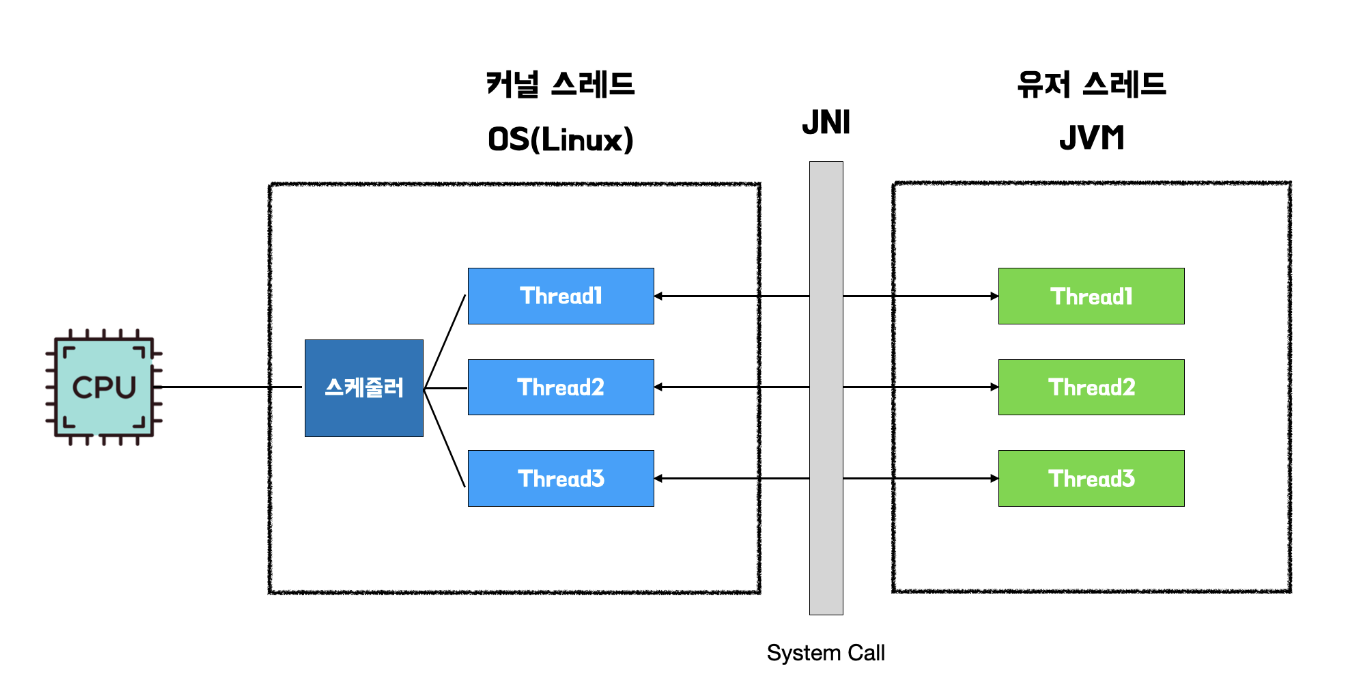 커널 스레드
OS(Linux)
JNI
유저 스레드
JVM
CPU
스케줄러
Thread1
Thread2
Thread3
Thread1
Thread2
Thread3
System Call